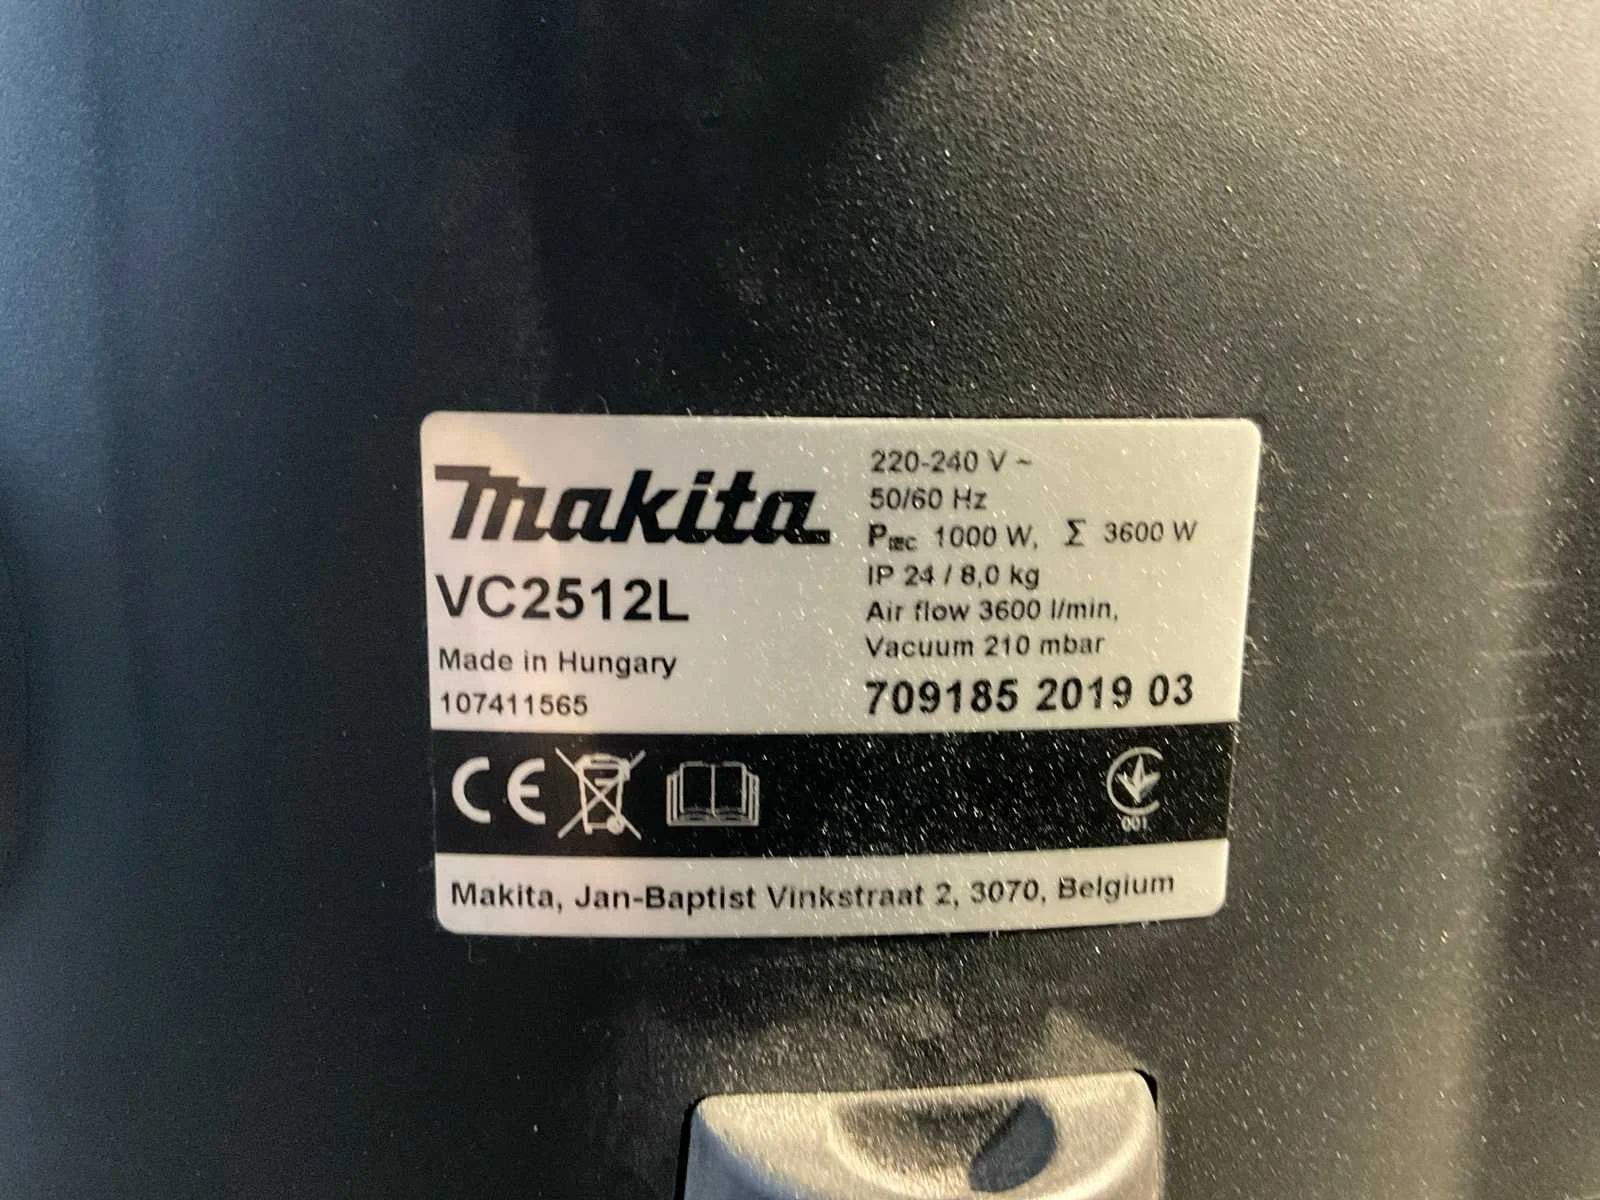 makita
VC2512L
Made in Hungary
107411565
220-240 V ~
50/60 Hz
Piec 1000 W, Σ 3600 W
IP 24 / 8,0 kg
Air flow 3600 l/min,
Vacuum 210 mbar
709185 2019 03
CE
001
Makita, Jan-Baptist Vinkstraat 2, 3070, Belgium